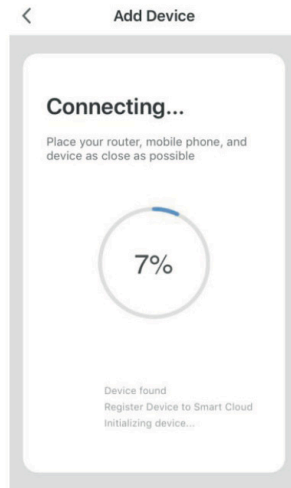 Add Device
Connecting...
Place your router, mobile phone, and
device as close as possible
7%
Device found
Register Device to Smart Cloud
Initializing device...